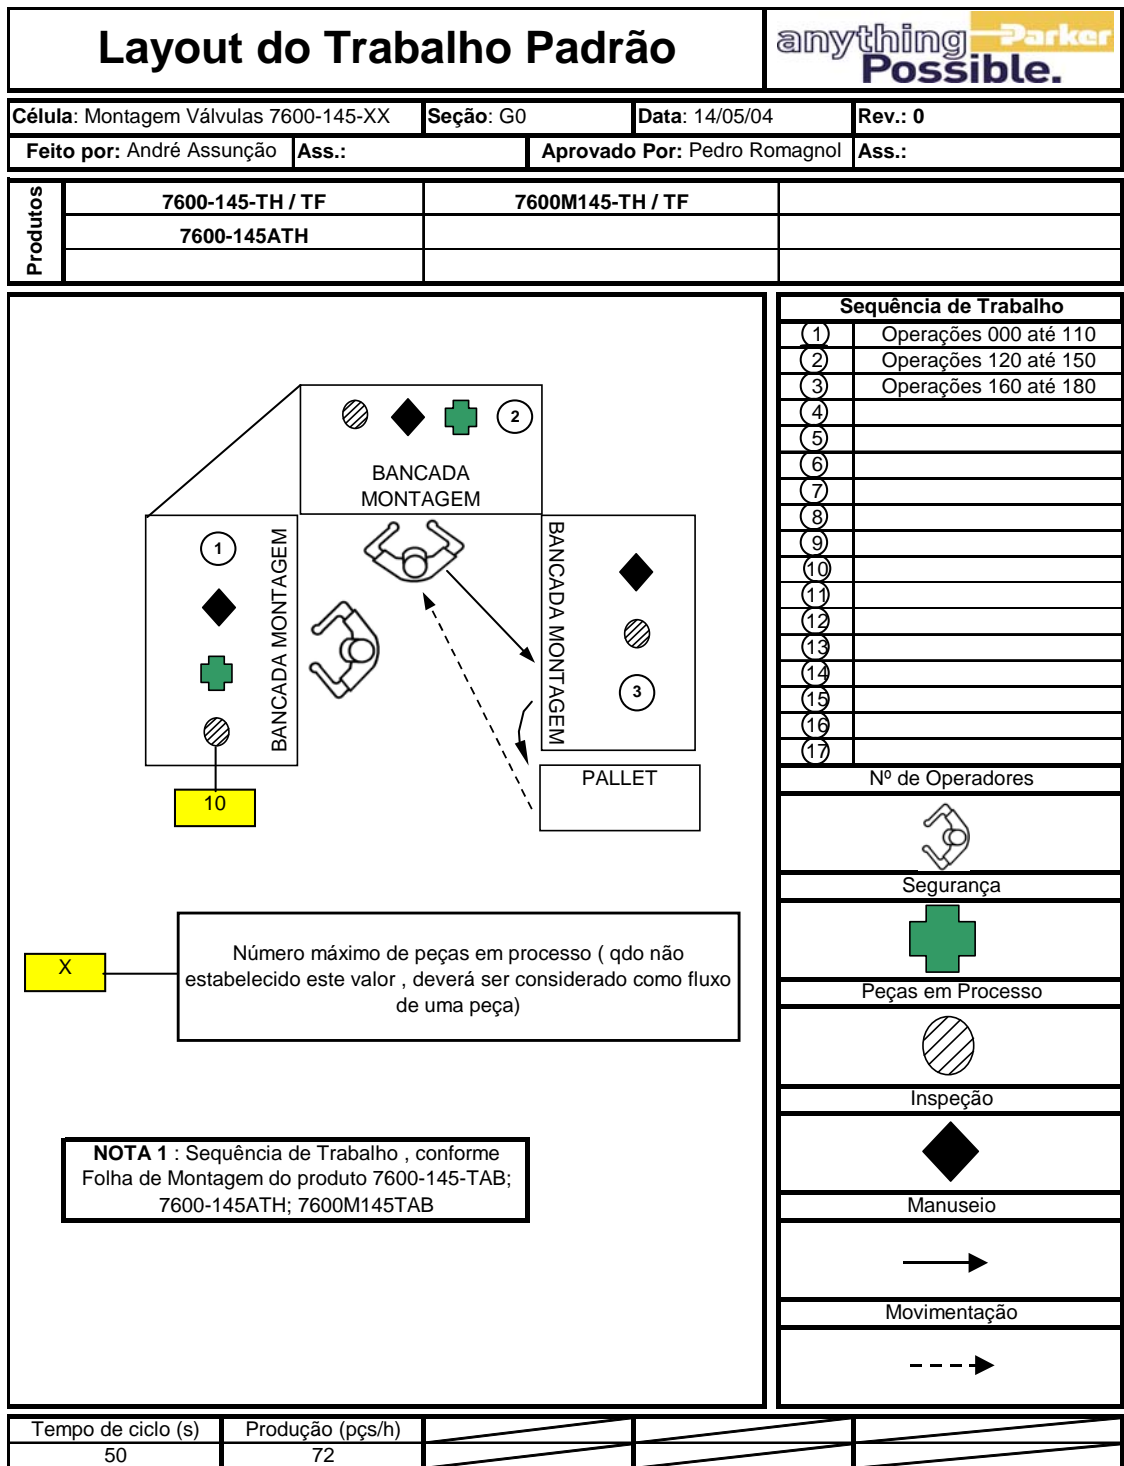 Layout do Trabalho Padrão
anything Parker
Possible.
Célula: Montagem Válvulas 7600-145-XX Seção: G0 Data: 14/05/04 Rev.: 0
Feito por: André Assunção Ass.: Aprovado Por: Pedro Romagnol Ass.:
Produtos
7600-145-TH / TF 7600M145-TH / TF
7600-145ATH
2
BANCADA
MONTAGEM
1
BANCADA MONTAGEM
BANCADA MONTAGEM
3
10
PALLET
X
Número máximo de peças em processo ( qdo não
estabelecido este valor , deverá ser considerado como fluxo
de uma peça)
NOTA 1 : Sequência de Trabalho , conforme
Folha de Montagem do produto 7600-145-TAB;
7600-145ATH; 7600M145TAB
Sequência de Trabalho
1 Operações 000 até 110
2 Operações 120 até 150
3 Operações 160 até 180
4
5
6
7
8
9
10
11
12
13
14
15
16
17
Nº de Operadores
Segurança
Peças em Processo
Inspeção
Manuseio
Movimentação
Tempo de ciclo (s) Produção (pçs/h)
50 72